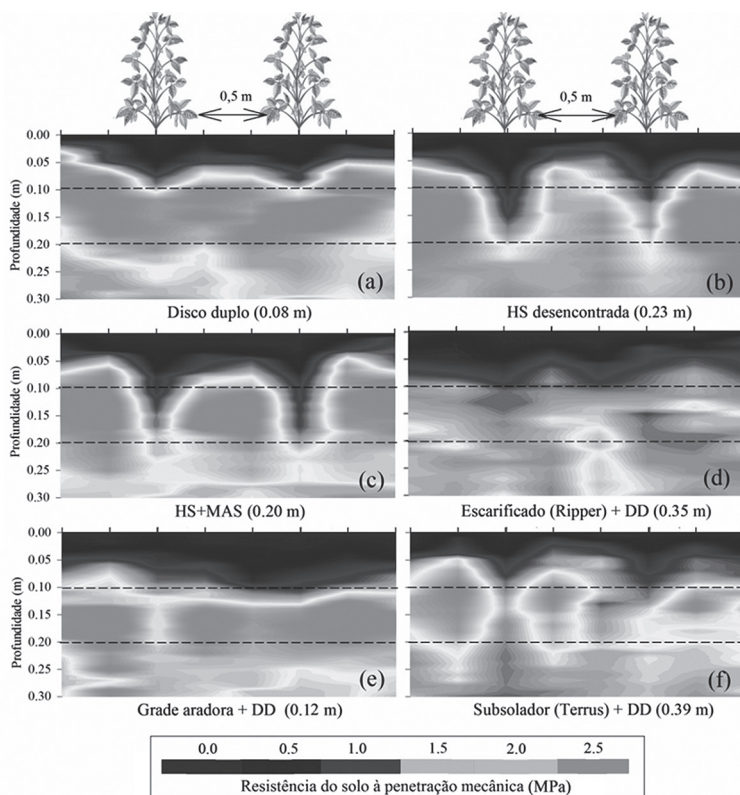 0,5 m
0,5 m
Profundidade (m)
0.00
0.05
0.10
0.15
0.20
0.25
0.30
(a)
Disco duplo (0.08 m)
(b)
HS desencontrada (0.23 m)
Profundidade (m)
0.00
0.05
0.10
0.15
0.20
0.25
0.30
(c)
HS+MAS (0.20 m)
(d)
Escarificado (Ripper) + DD (0.35 m)
Profundidade (m)
0.00
0.05
0.10
0.15
0.20
0.25
0.30
(e)
Grade aradora + DD (0.12 m)
(f)
Subsolador (Terrus) + DD (0.39 m)
0.0 0.5 1.0 1.5 2.0 2.5
Resistência do solo à penetração mecânica (MPa)